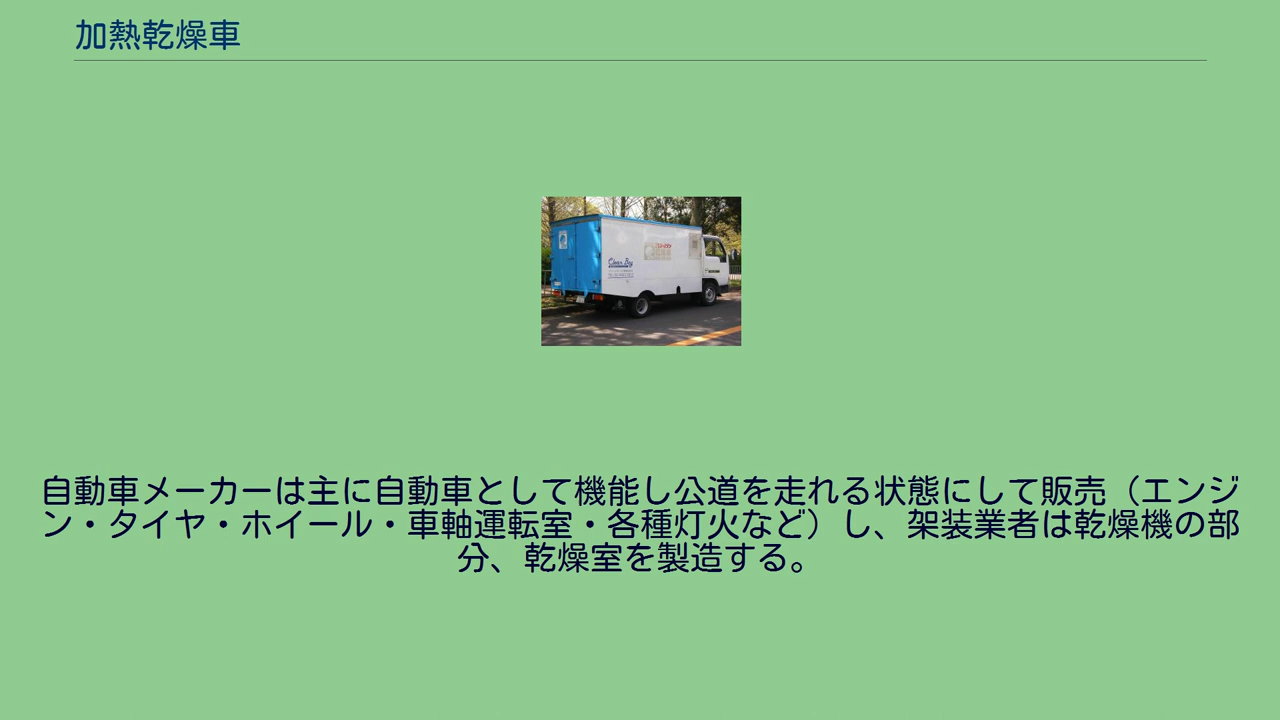 加熱乾燥車
自動車メーカーは主に自動車として機能し公道を走れる状態にして販売（エンジ
ン・タイヤ・ホイール・車軸運転室・各種灯火など）し、架装業者は乾燥機の部
分、乾燥室を製造する。